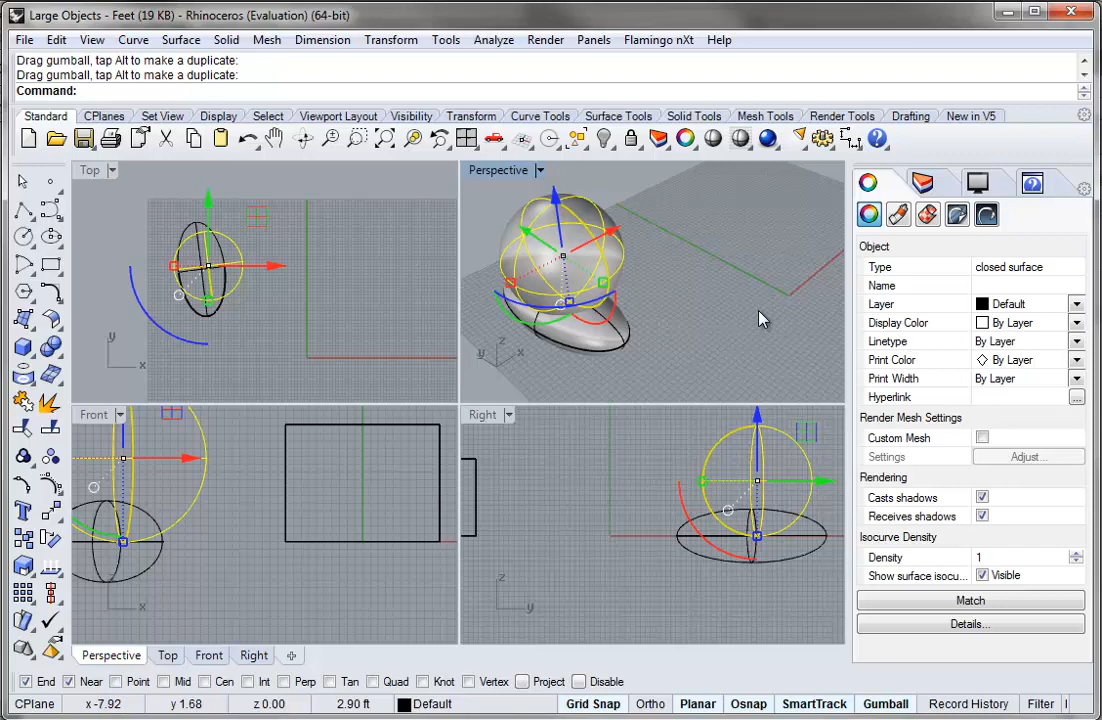 Large Objects - Feet (19 KB) - Rhinoceros (Evaluation) (64-bit)
File Edit View Curve Surface Solid Mesh Dimension Transform Tools Analyze Render Panels Flamingo nXt Help
Drag gumball, tap Alt to make a duplicate:
Drag gumball, tap Alt to make a duplicate:
Command:
Standard CPlanes Set View Display Select Viewport Layout Visibility Transform Curve Tools Surface Tools Solid Tools Mesh Tools Render Tools Drafting New in V5
Top
y
x
Perspective
y
z
x
Front
z
x
Right
z
y
Object
Type closed surface
Name
Layer Default
Display Color By Layer
Linetype By Layer
Print Color By Layer
Print Width By Layer
Hyperlink ...
Render Mesh Settings
Custom Mesh
Settings Adjust...
Rendering
Casts shadows
Receives shadows
Isocurve Density
Density 1
Show surface isocu... Visible
Match
Details...
Perspective Top Front Right
End Near Point Mid Cen Int Perp Tan Quad Knot Vertex Project Disable
CPlane x -7.92 y 1.68 z 0.00 2.90 ft Default Grid Snap Ortho Planar Osnap SmartTrack Gumball Record History Filter